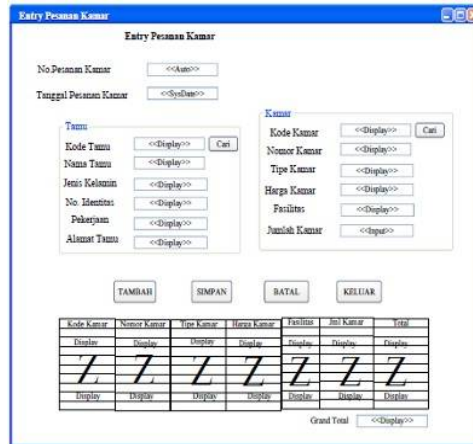 Entry Pesanan Kamar
Entry Pesanan Kamar
No.Pesanan Kamar <<Auto>>
Tanggal Pesanan Kamar <<SysDate>>
Tamu
Kode Tamu <<Display>> Cari
Nama Tamu <<Display>>
Jenis Kelamin <<Display>>
No. Identitas <<Display>>
Pekerjaan <<Display>>
Alamat Tamu <<Display>>
Kamar
Kode Kamar <<Display>> Cari
Nomor Kamar <<Display>>
Tipe Kamar <<Display>>
Harga Kamar <<Display>>
Fasilitas <<Display>>
Jumlah Kamar <<Input>>
TAMBAH SIMPAN BATAL KELUAR
Kode Kamar Nomor Kamar Tipe Kamar Harga Kamar Fasilitas Jml Kamar Total
Display Display Display Display Display Display Display
Z Z Z Z Z Z Z
Display Display Display Display Display Display Display
Grand Total <<Display>>